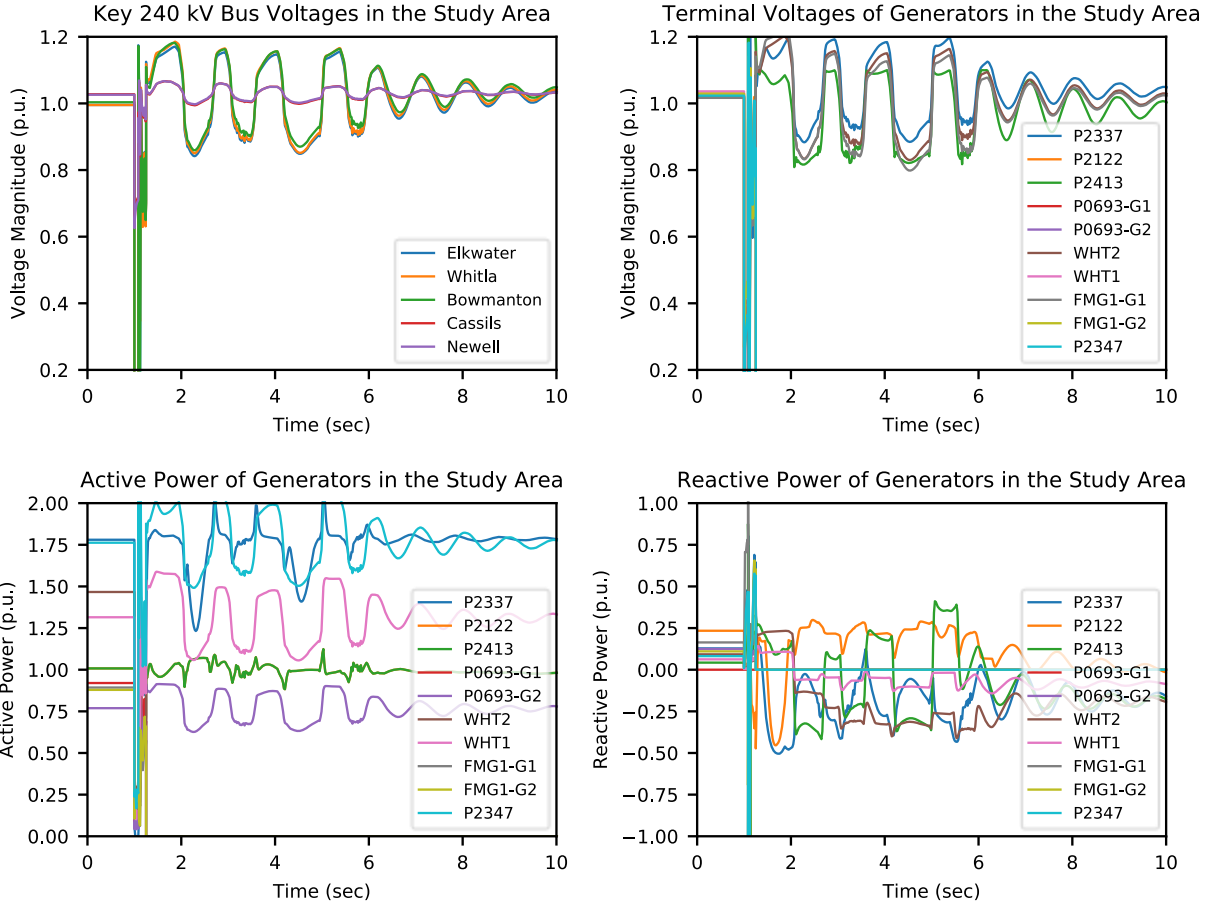 Key 240 kV Bus Voltages in the Study Area
Voltage Magnitude (p.u.)
1.2
1.0
0.8
0.6
0.4
0.2
0
2
4
6
8
10
Time (sec)
Elkwater
Whitla
Bowmanton
Cassils
Newell
Terminal Voltages of Generators in the Study Area
Voltage Magnitude (p.u.)
1.2
1.0
0.8
0.6
0.4
0.2
0
2
4
6
8
10
Time (sec)
P2337
P2122
P2413
P0693-G1
P0693-G2
WHT2
WHT1
FMG1-G1
FMG1-G2
P2347
Active Power of Generators in the Study Area
Active Power (p.u.)
2.00
1.75
1.50
1.25
1.00
0.75
0.50
0.25
0.00
0
2
4
6
8
10
Time (sec)
P2337
P2122
P2413
P0693-G1
P0693-G2
WHT2
WHT1
FMG1-G1
FMG1-G2
P2347
Reactive Power of Generators in the Study Area
Reactive Power (p.u.)
1.00
0.75
0.50
0.25
0.00
−0.25
−0.50
−0.75
−1.00
0
2
4
6
8
10
Time (sec)
P2337
P2122
P2413
P0693-G1
P0693-G2
WHT2
WHT1
FMG1-G1
FMG1-G2
P2347